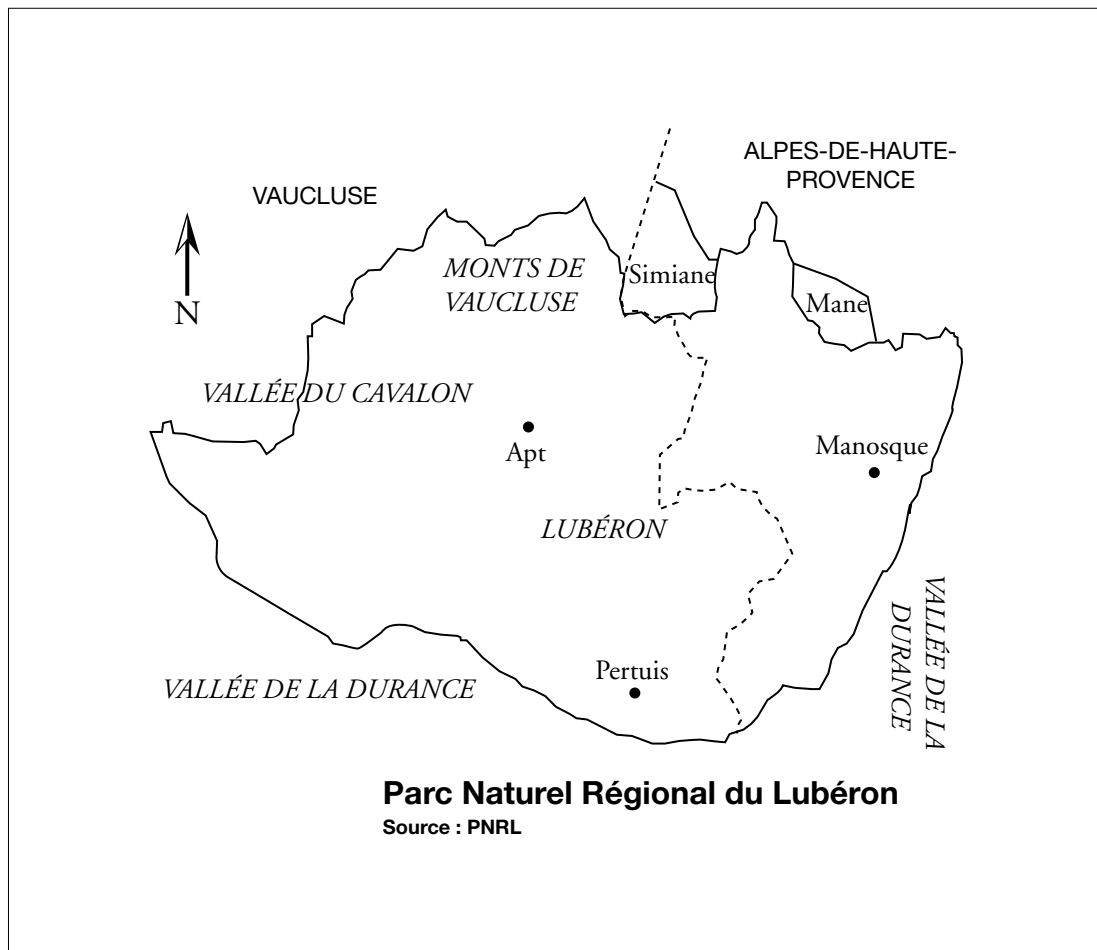 ALPES-DE-HAUTE-
PROVENCE
VAUCLUSE
N
MONTS DE
VAUCLUSE
Simiane
Mane
VALLÉE DU CAVALON
Apt
Manosque
LUBÉRON
VALLÉE DE LA
DURANCE
Pertuis
VALLÉE DE LA DURANCE
Parc Naturel Régional du Lubéron
Source : PNRL